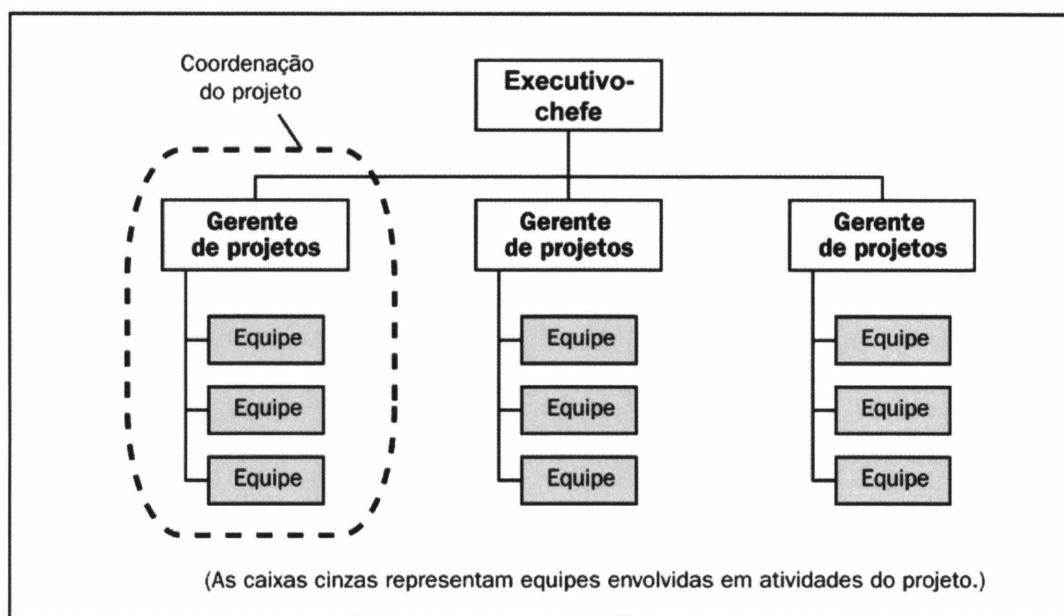 Coordenação
do projeto
Executivo-
chefe
Gerente
de projetos
Gerente
de projetos
Gerente
de projetos
Equipe
Equipe
Equipe
Equipe
Equipe
Equipe
Equipe
Equipe
Equipe
(As caixas cinzas representam equipes envolvidas em atividades do projeto.)